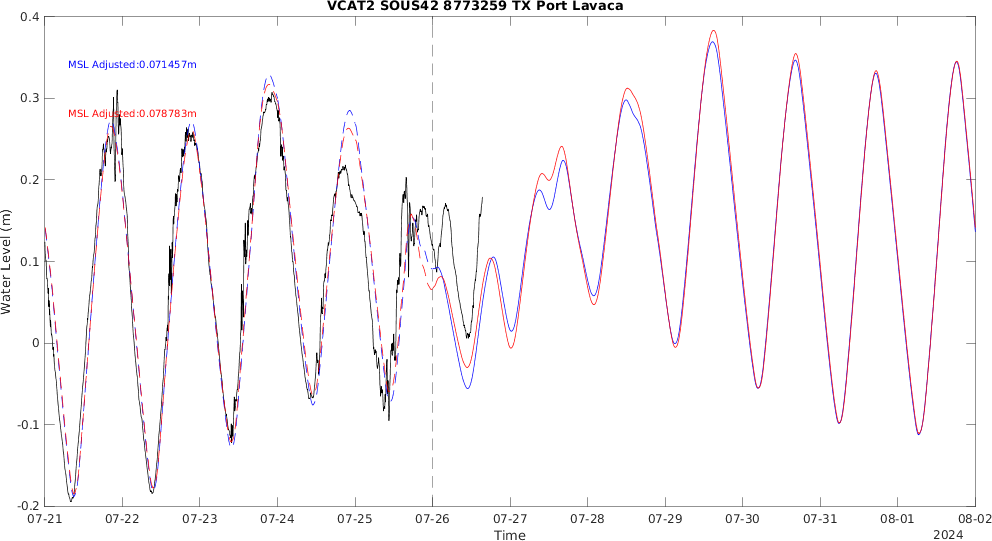 VCAT2 SOUS42 8773259 TX Port Lavaca
0.4
MSL Adjusted:0.071457m
0.3
MSL Adjusted:0.078783m
0.2
Water Level (m)
0.1
0
-0.1
-0.2
07-21 07-22 07-23 07-24 07-25 07-26 07-27 07-28 07-29 07-30 07-31 08-01 08-02
Time
2024